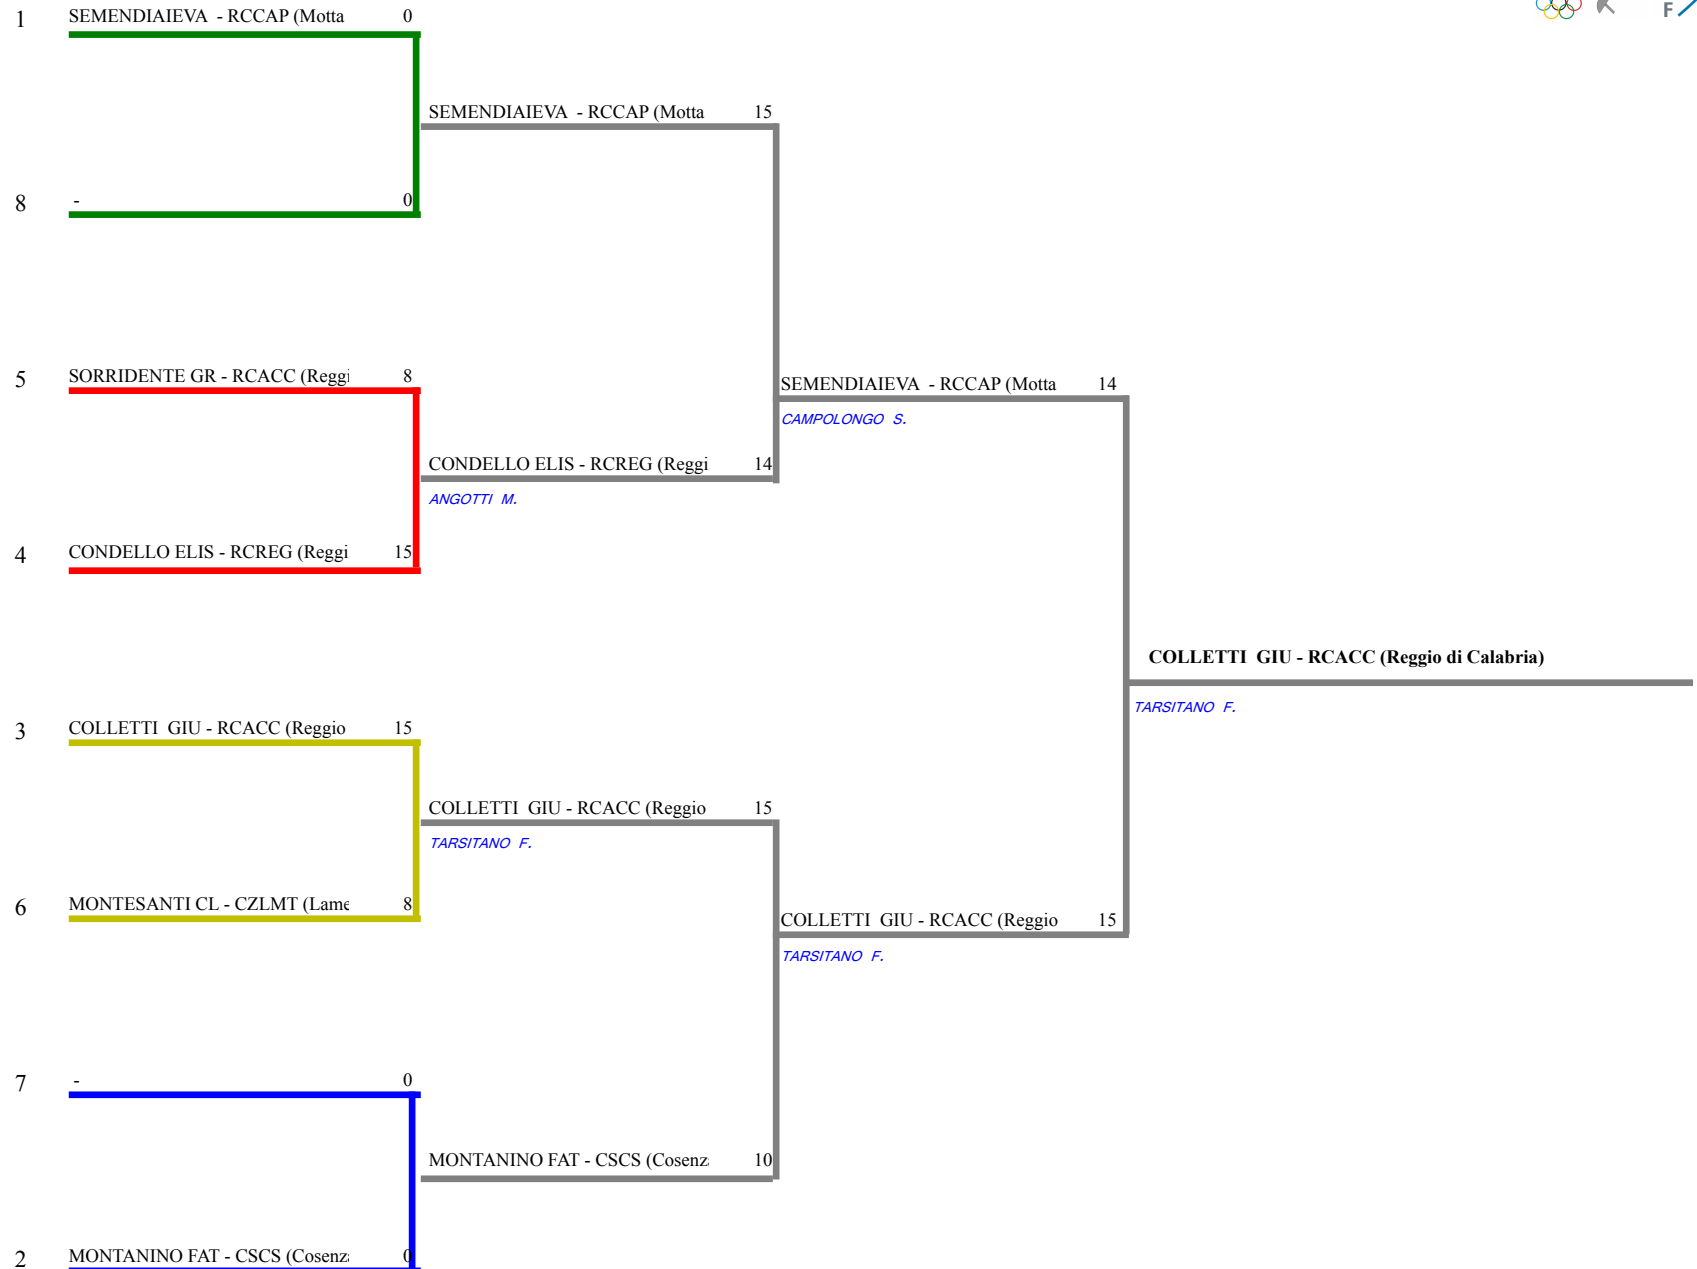 1 SEMENDIAIEVA - RCCAP (Motta 0
F
SEMENDIAIEVA - RCCAP (Motta 15
8 - 0
5 SORRIDENTE GR - RCACC (Reggi 8
SEMENDIAIEVA - RCCAP (Motta 14
CAMPOLONGO S.
CONDELLO ELIS - RCREG (Reggi 14
ANGOTTI M.
4 CONDELLO ELIS - RCREG (Reggi 15
COLLETTI GIU - RCACC (Reggio di Calabria)
TARSITANO F.
3 COLLETTI GIU - RCACC (Reggio 15
COLLETTI GIU - RCACC (Reggio 15
TARSITANO F.
6 MONTESANTI CL - CZLMT (Lame 8
COLLETTI GIU - RCACC (Reggio 15
TARSITANO F.
7 - 0
MONTANINO FAT - CSCS (Cosenz 10
2 MONTANINO FAT - CSCS (Cosenz 0